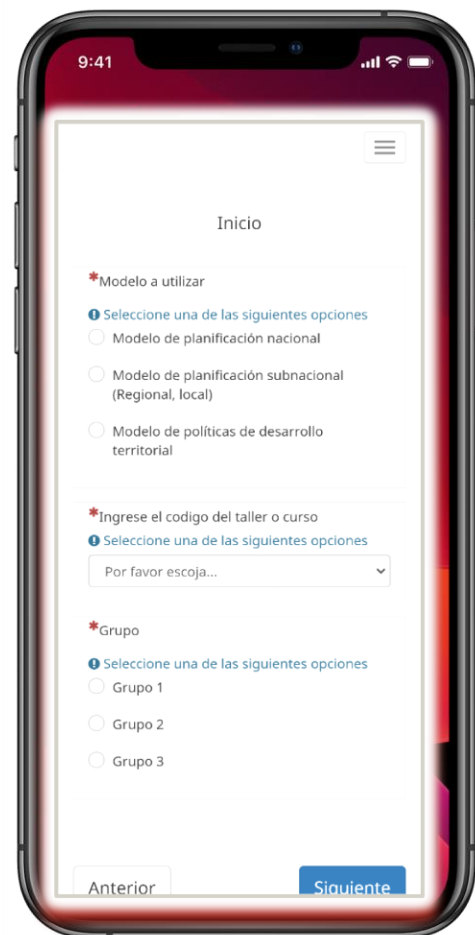 9:41
Inicio
*Modelo a utilizar
Seleccione una de las siguientes opciones
Modelo de planificación nacional
Modelo de planificación subnacional
(Regional, local)
Modelo de políticas de desarrollo
territorial
*Ingrese el codigo del taller o curso
Seleccione una de las siguientes opciones
Por favor escoja...
*Grupo
Seleccione una de las siguientes opciones
Grupo 1
Grupo 2
Grupo 3
Anterior
Siguiente